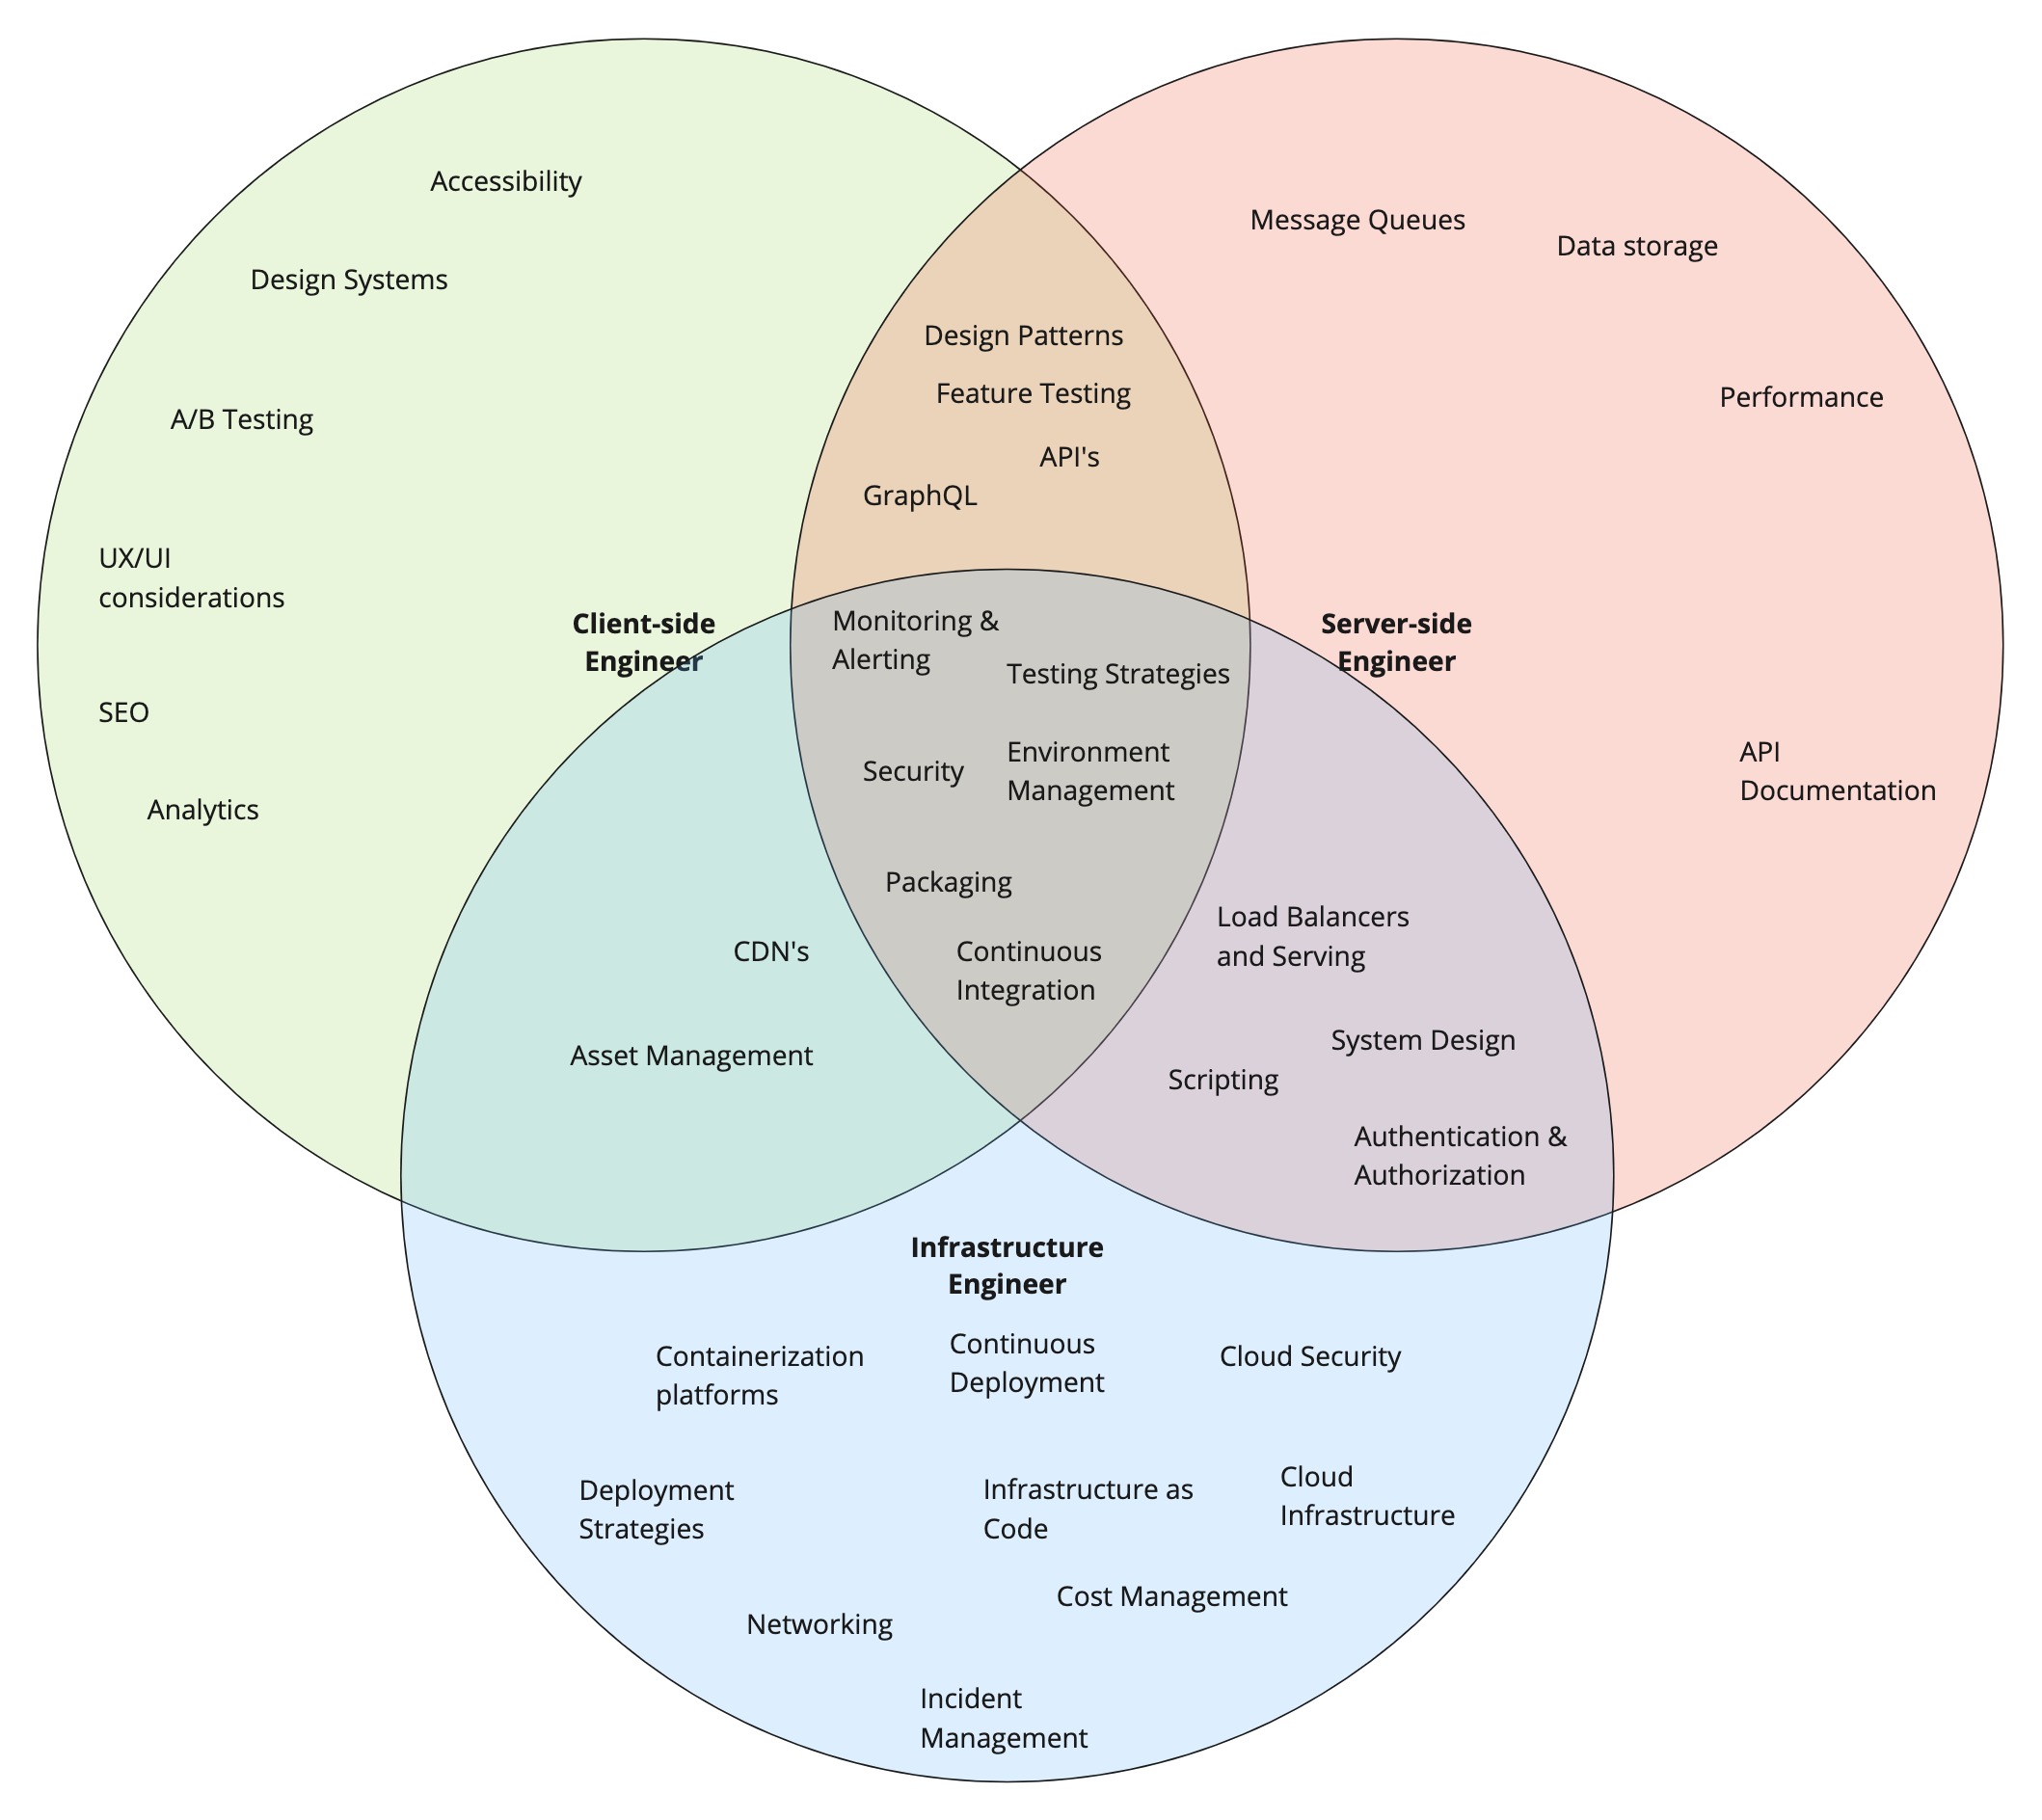 Accessibility
Message Queues
Data storage
Design Systems
Design Patterns
Feature Testing
Performance
A/B Testing
API's
GraphQL
UX/UI
considerations
Client-side
Engineer
Monitoring &
Alerting
Testing Strategies
Server-side
Engineer
SEO
Security
Environment
Management
API
Documentation
Analytics
Packaging
CDN's
Continuous
Integration
Load Balancers
and Serving
Asset Management
System Design
Scripting
Authentication &
Authorization
Infrastructure
Engineer
Containerization
platforms
Continuous
Deployment
Cloud Security
Deployment
Strategies
Infrastructure as
Code
Cloud
Infrastructure
Cost Management
Networking
Incident
Management